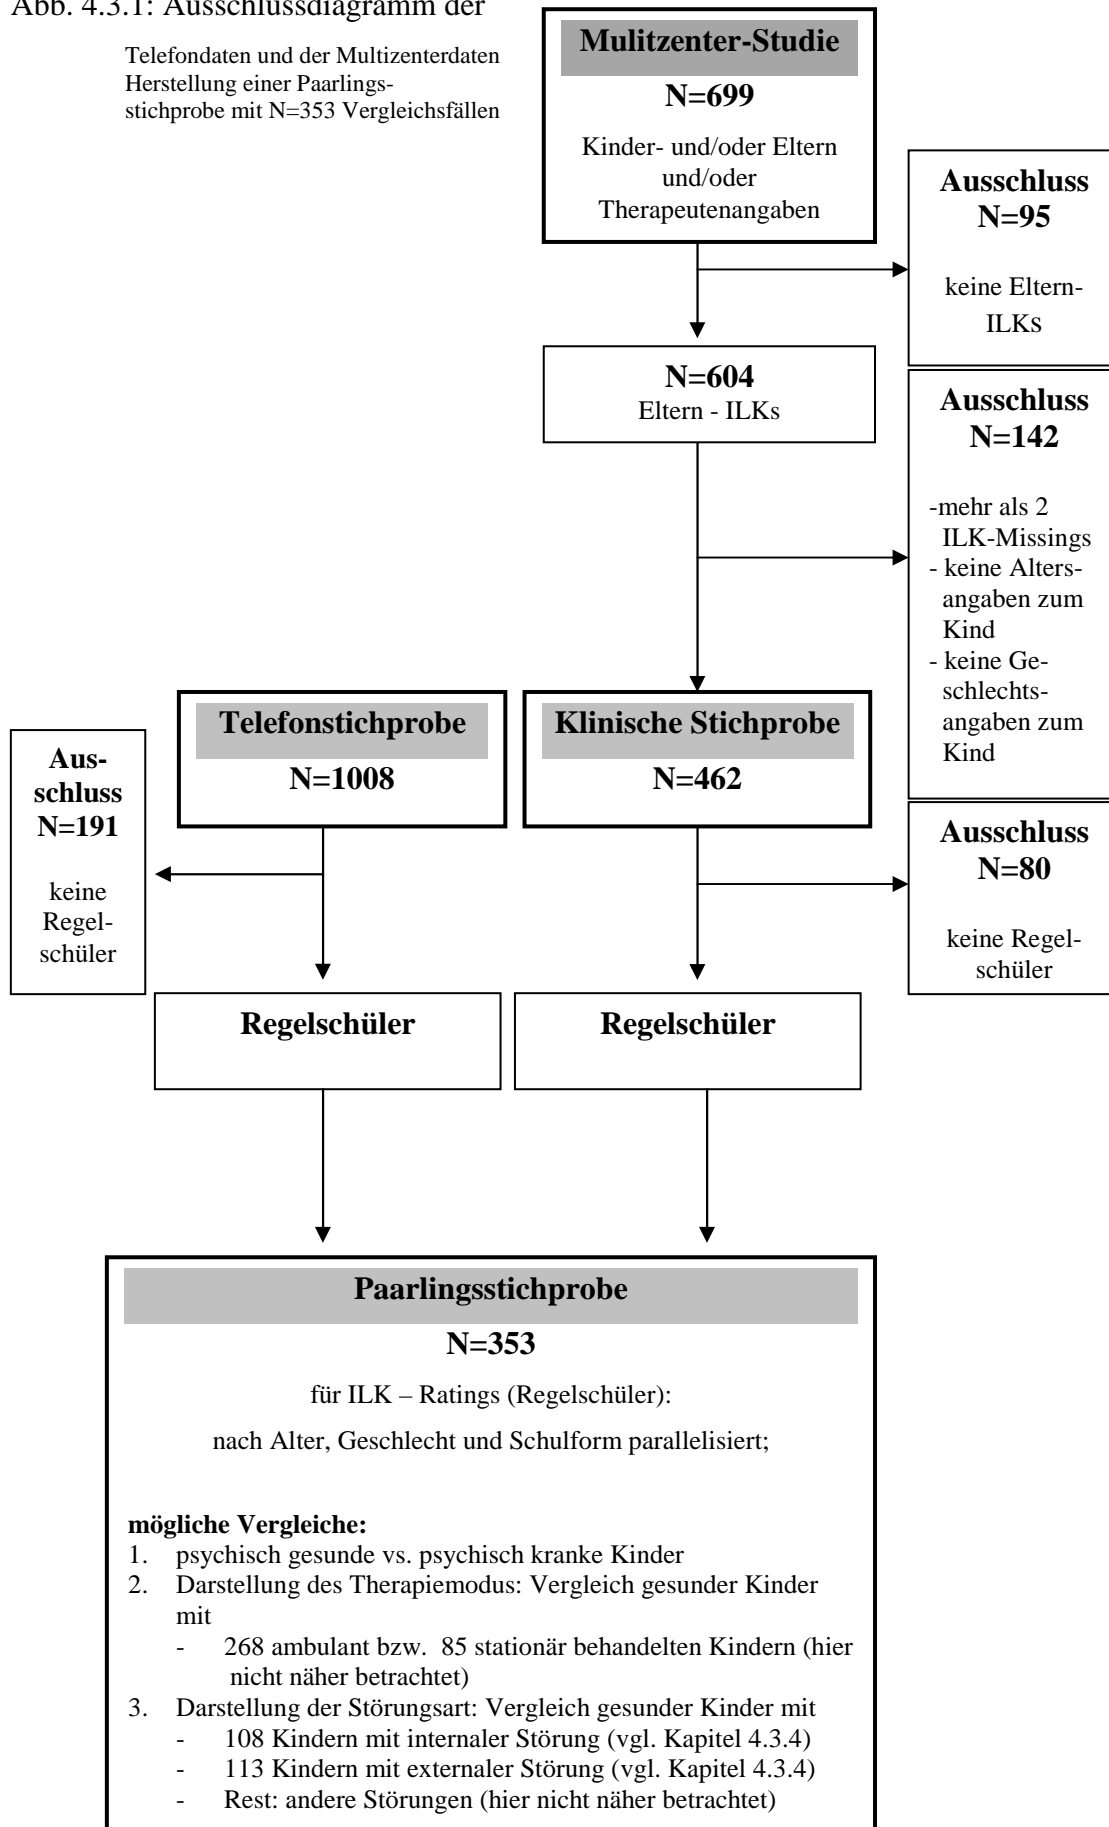 Abb. 4.3.1: Ausschlussdiagramm der
Telefondaten und der Multizenterdaten
Herstellung einer Paarlings-
stichprobe mit N=353 Vergleichsfällen
Mulitzenter-Studie
N=699
Kinder- und/oder Eltern
und/oder
Therapeutenangaben
Ausschluss
N=95
keine Eltern-
ILKs
N=604
Eltern - ILKs
Ausschluss
N=142
-mehr als 2
ILK-Missings
- keine Alters-
angaben zum
Kind
- keine Ge-
schlechts-
angaben zum
Kind
Telefonstichprobe
N=1008
Klinische Stichprobe
N=462
Aus-
schluss
N=191
keine
Regel-
schüler
Ausschluss
N=80
keine Regel-
schüler
Regelschüler
Regelschüler
Paarlingsstichprobe
N=353
für ILK – Ratings (Regelschüler):
nach Alter, Geschlecht und Schulform parallelisiert;
mögliche Vergleiche:
1. psychisch gesunde vs. psychisch kranke Kinder
2. Darstellung des Therapiemodus: Vergleich gesunder Kinder
mit
- 268 ambulant bzw. 85 stationär behandelten Kindern (hier
nicht näher betrachtet)
3. Darstellung der Störungsart: Vergleich gesunder Kinder mit
- 108 Kindern mit internaler Störung (vgl. Kapitel 4.3.4)
- 113 Kindern mit externaler Störung (vgl. Kapitel 4.3.4)
- Rest: andere Störungen (hier nicht näher betrachtet)